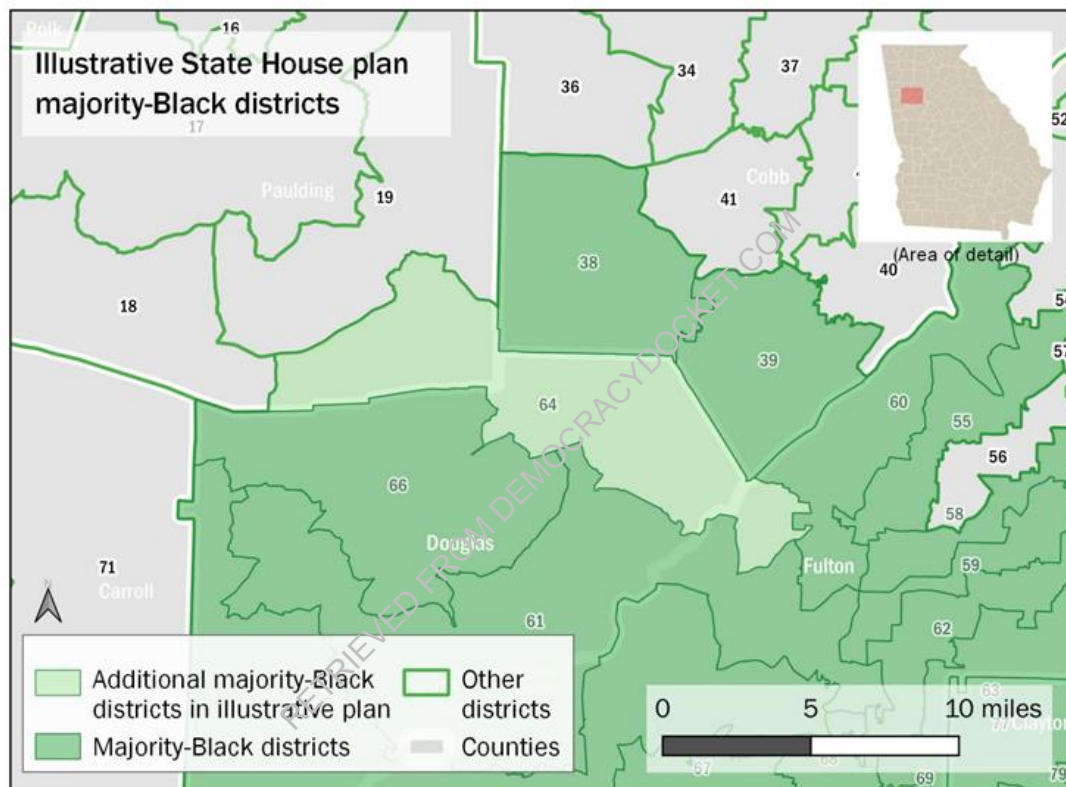 Polk
16
Illustrative State House plan
majority-Black districts
17
36
34
37
52
Paulding
19
41
Cobb
38
(Area of detail)
40
18
54
57
39
64
60
55
56
66
58
Douglas
Fulton
59
71
Carroll
61
62
Additional majority-Black
districts in illustrative plan
Other
districts
Majority-Black districts
Counties
0 5 10 miles
63
77
Clayton
67
68
69
79
RETRIEVED FROM DEMOCRACYDOCKET.COM